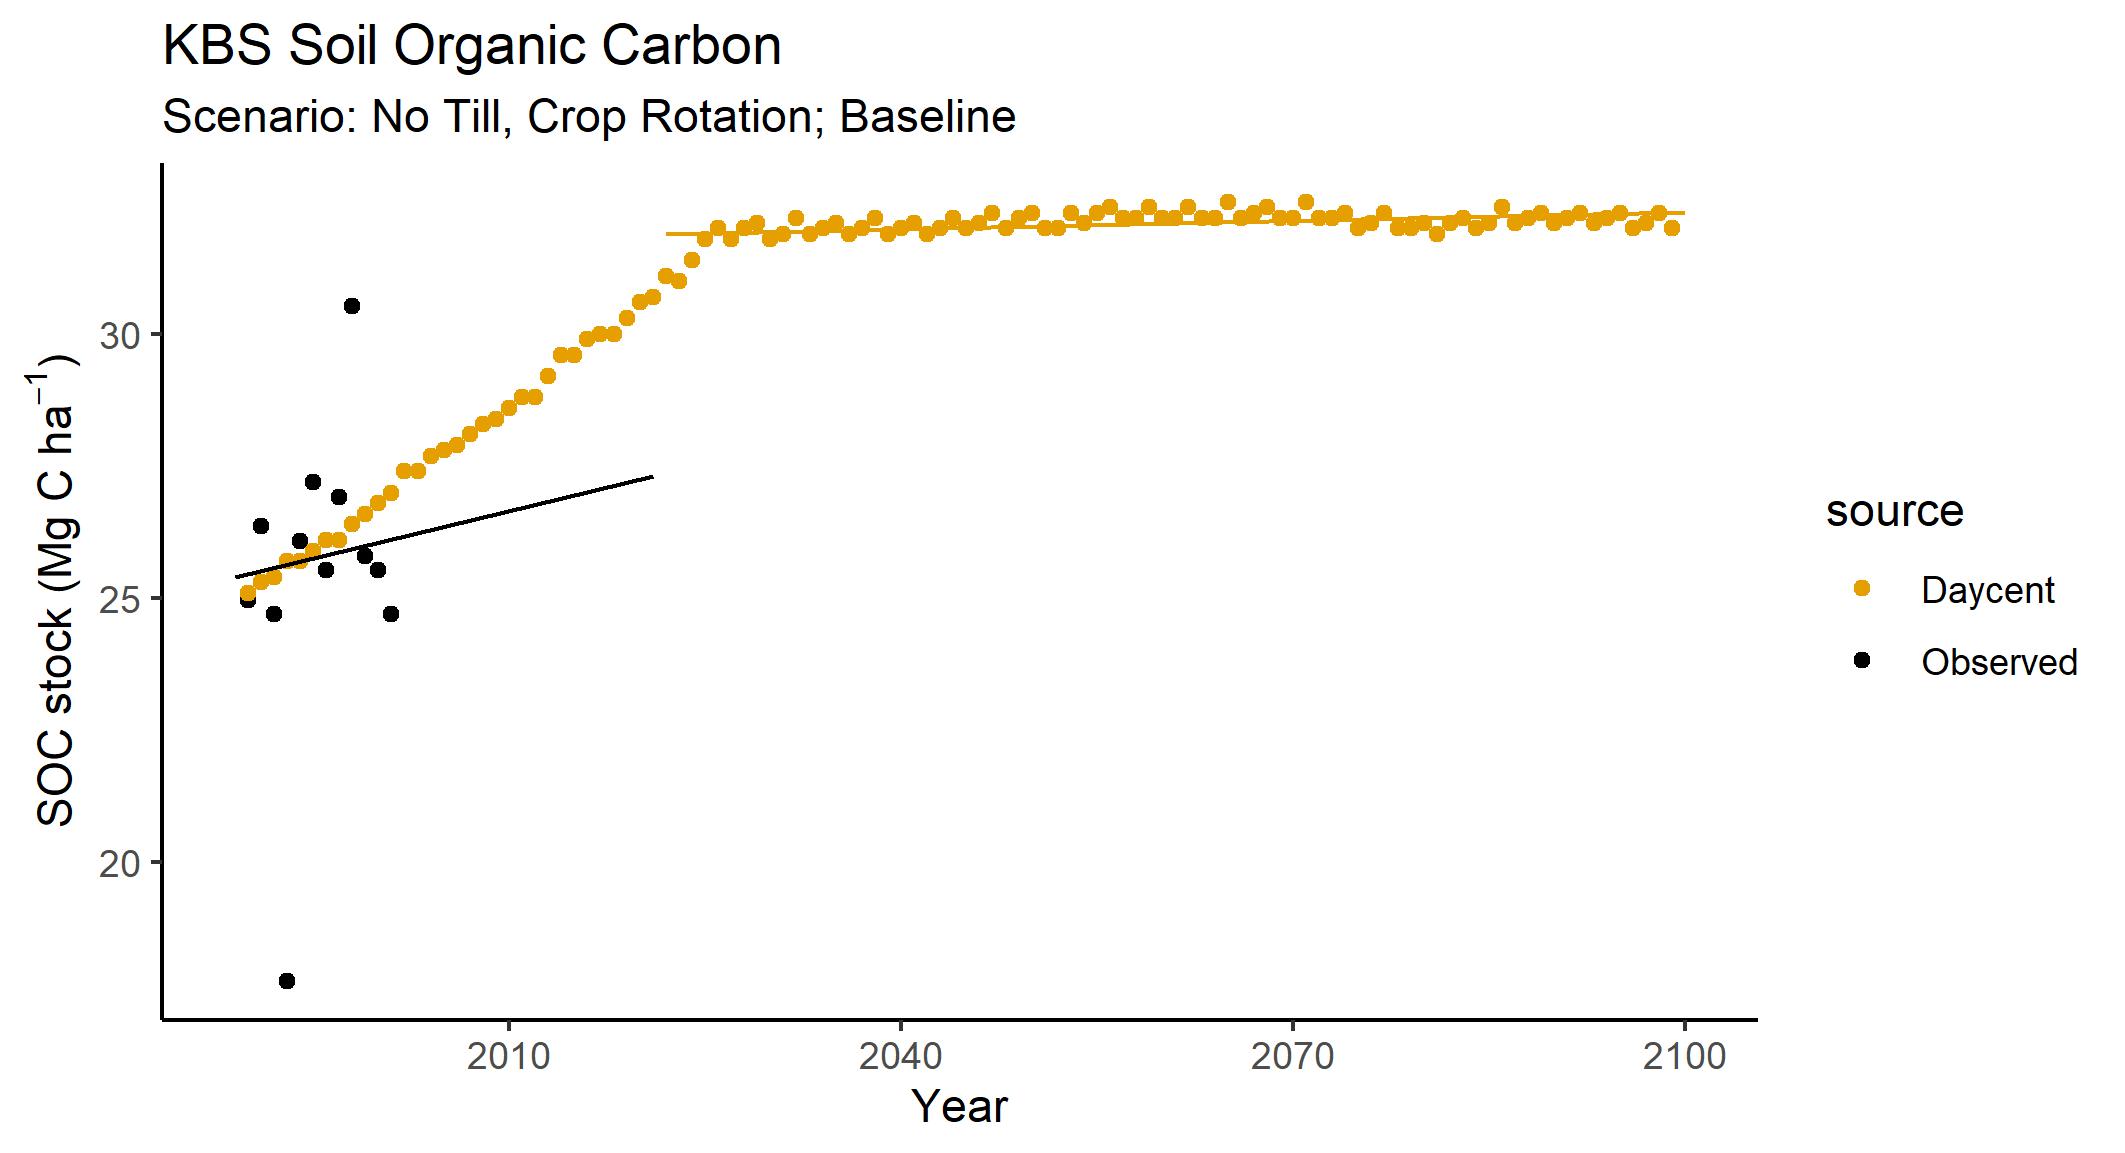 KBS Soil Organic Carbon
Scenario: No Till, Crop Rotation; Baseline
SOC stock (Mg C ha⁻¹)
30
25
20
2010
2040
2070
2100
Year
source
Daycent
Observed